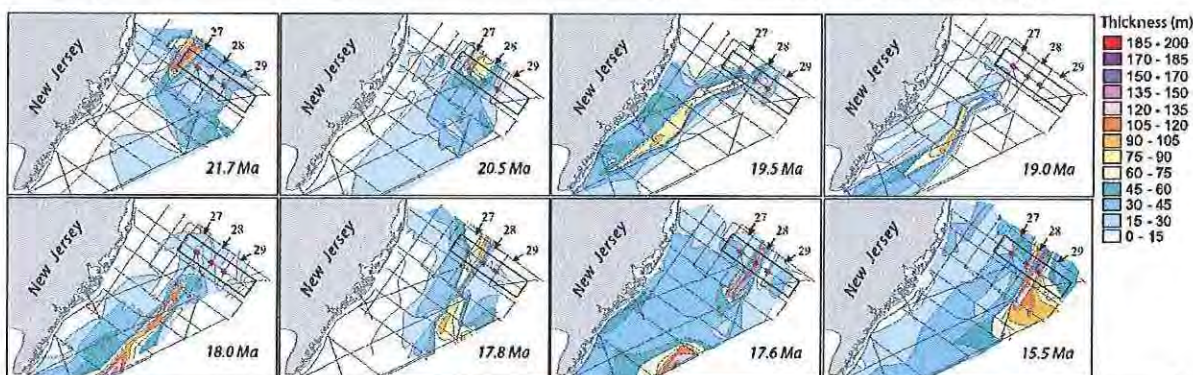 New Jersey
27
28
29
21.7 Ma
New Jersey
27
28
29
20.5 Ma
New Jersey
27
28
29
19.5 Ma
New Jersey
27
28
29
19.0 Ma
Thickness (m)
185 - 200
170 - 185
150 - 170
135 - 150
120 - 135
105 - 120
90 - 105
75 - 90
60 - 75
45 - 60
30 - 45
15 - 30
0 - 15
New Jersey
27
28
29
18.0 Ma
New Jersey
27
28
29
17.8 Ma
New Jersey
27
28
29
17.6 Ma
New Jersey
27
28
29
15.5 Ma